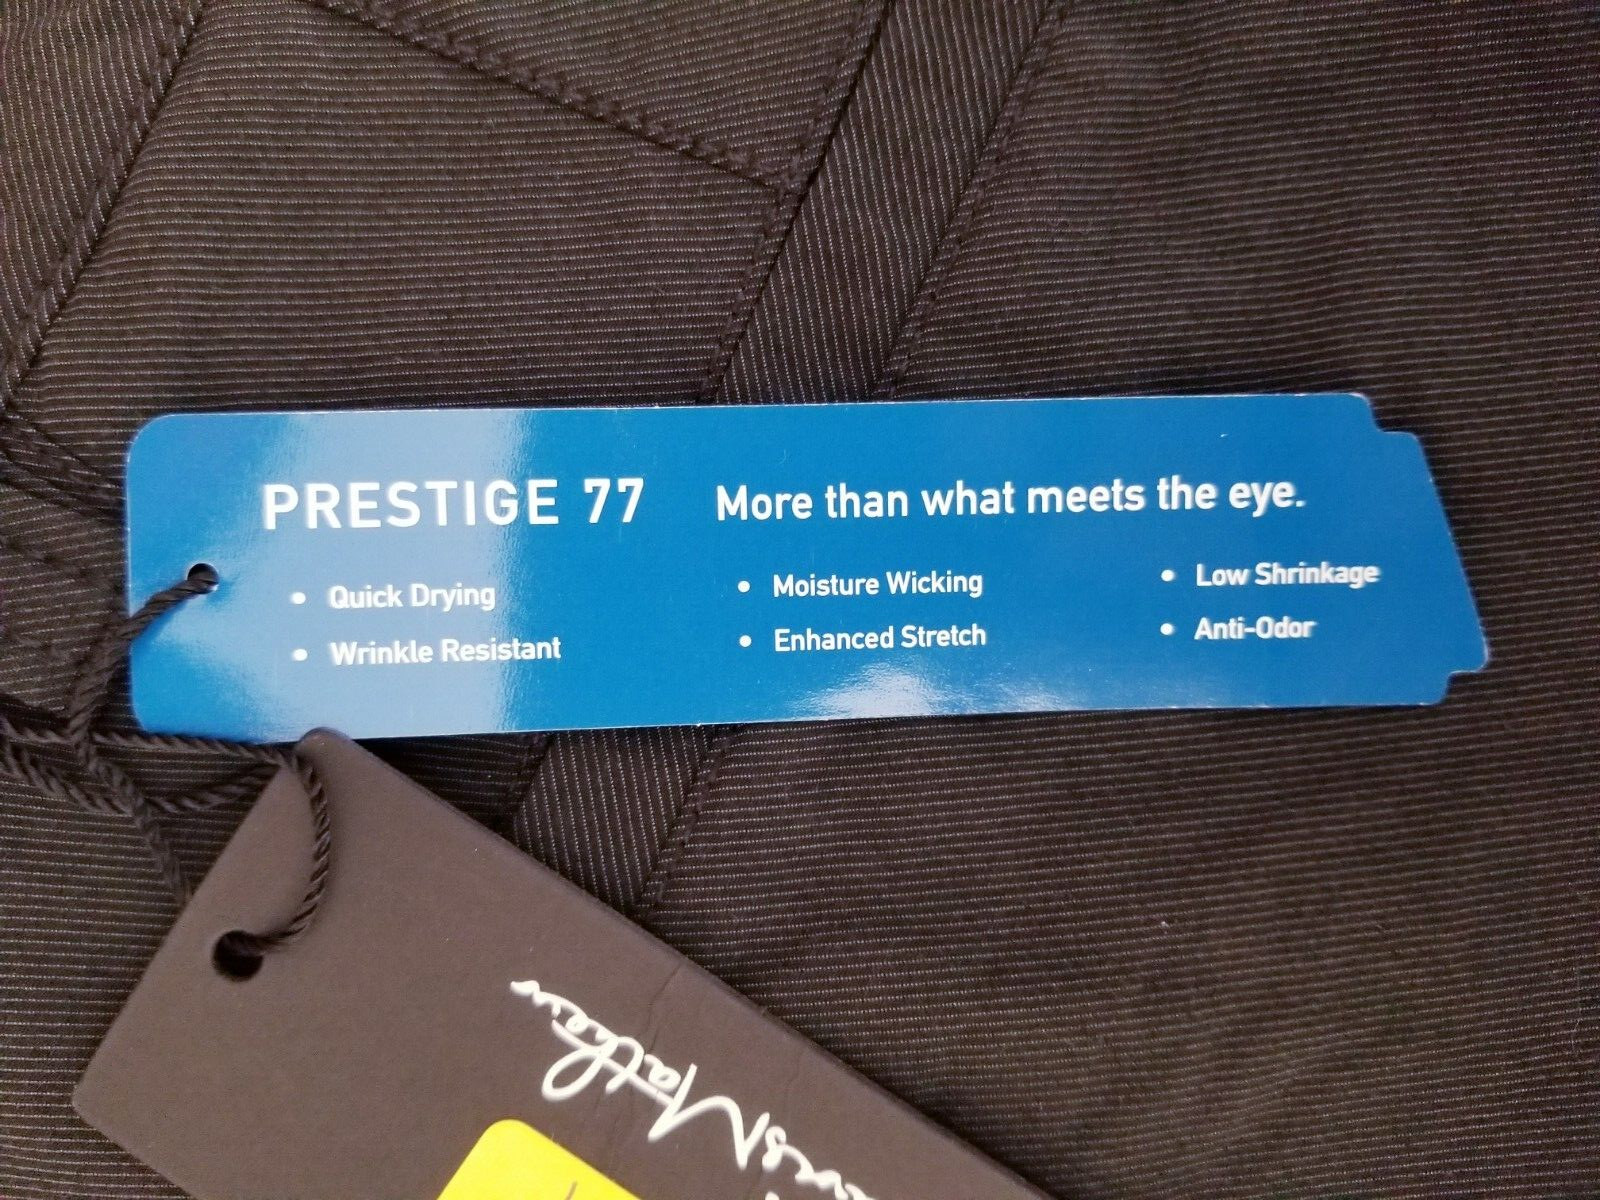 PRESTIGE 77 More than what meets the eye.
• Quick Drying • Moisture Wicking • Low Shrinkage
• Wrinkle Resistant • Enhanced Stretch • Anti-Odor
Mathew